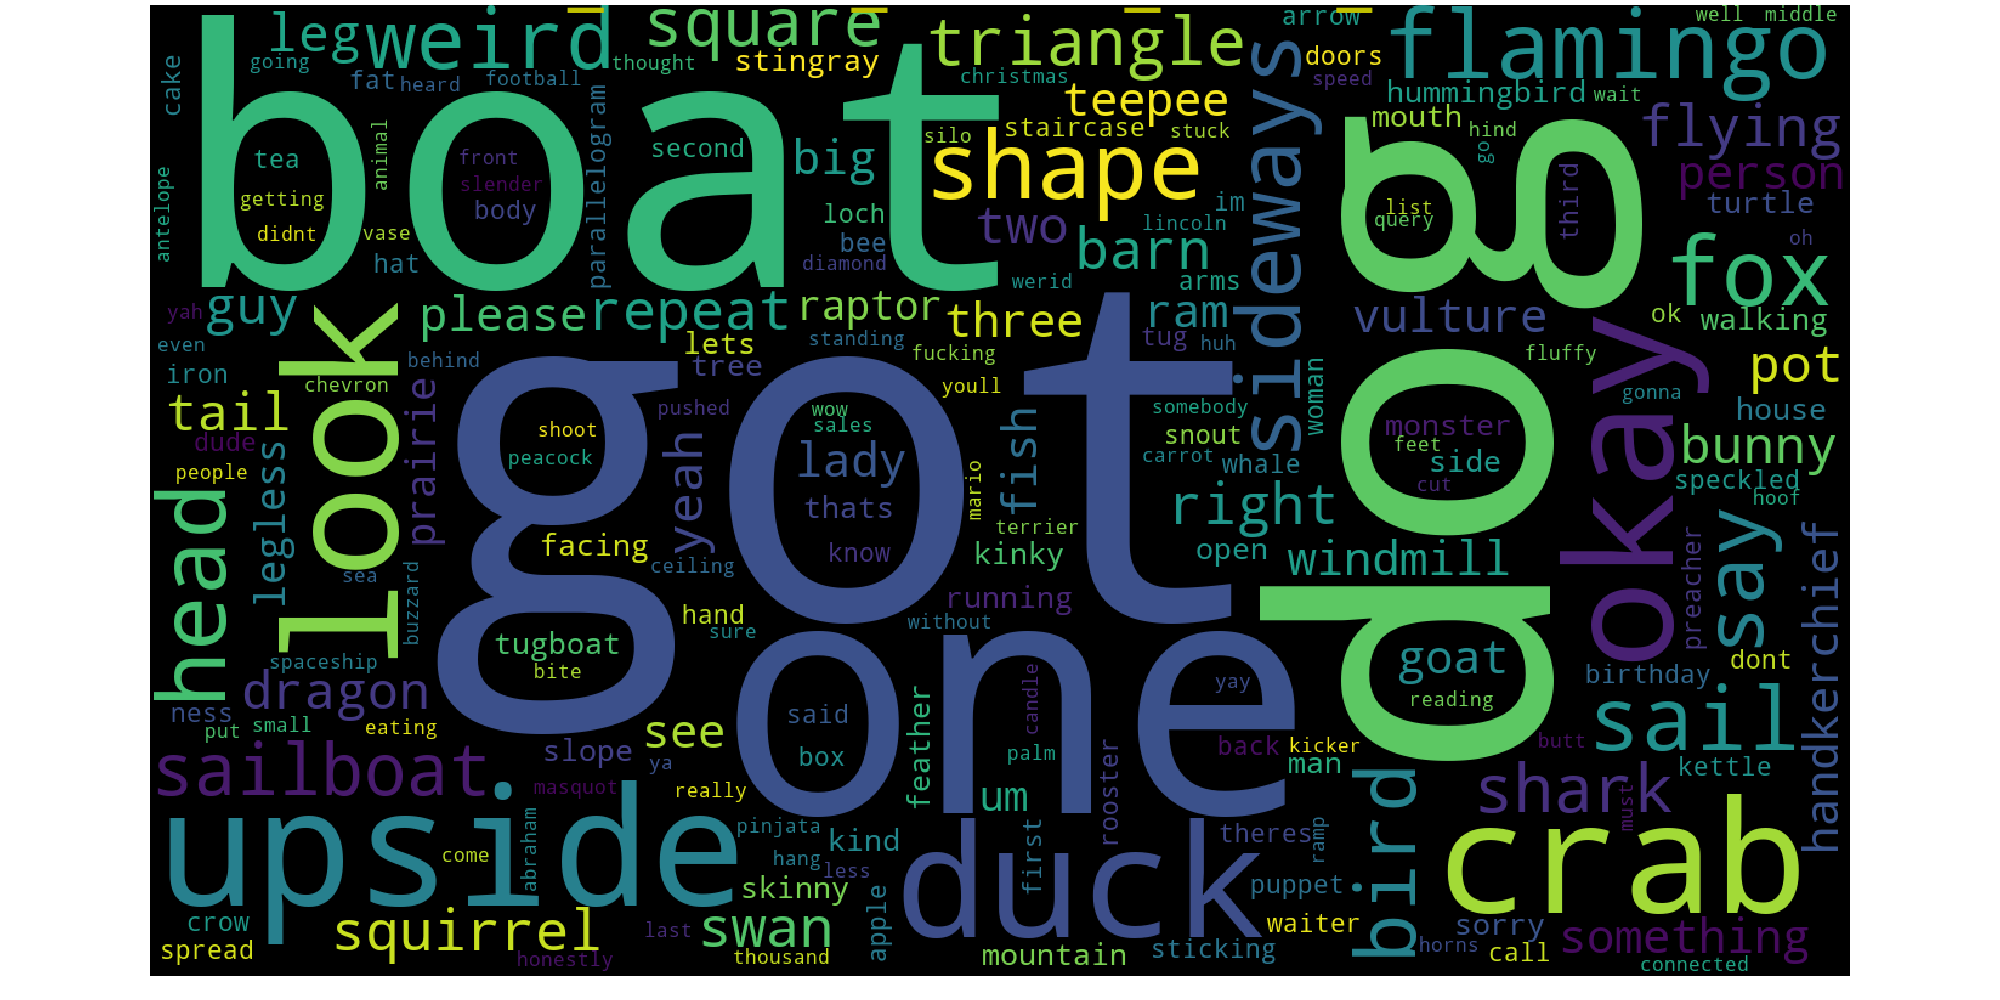 leg weird square triangle arrow flamingo well middle
cake going fat heard football thought stingray christmas doors speed hummingbird wait
boat parallelogram silo teepee staircase stuck sideways mouth hind go flying
antelope tea getting didnt animal front slender body second big shape person
vase hat loch bee diamond two im lincoln barn arms werid list query third turtle oh
yah guy please repeat raptor three ram vulture fox
even iron look chevron behind lets tree standing fucking tug huh fluffy ok walking
tail dude prairie pushed youll somebody woman dog okay gonna pot house
people legless got shoot peacock wow sales lady thats know yeah mario fish snout carrot whale monster feet side cut bunny speckled hoof
head sea buzzard facing ceiling terrier kinky right open windmill preacher say handkerchief
spaceship tugboat bite hand sure running without one goat reading birthday dont
dragon ness put small eating see said box feather candle yay back kicker man sail
sailboat slope ya masquot really um palm rooster bird butt kettle shark must
upside come abraham pinjata kind hang less first duck theres ramp crab
crow squirrel skinny swan apple puppet waiter sorry something
spread honestly last thousand mountain sticking horns call connected